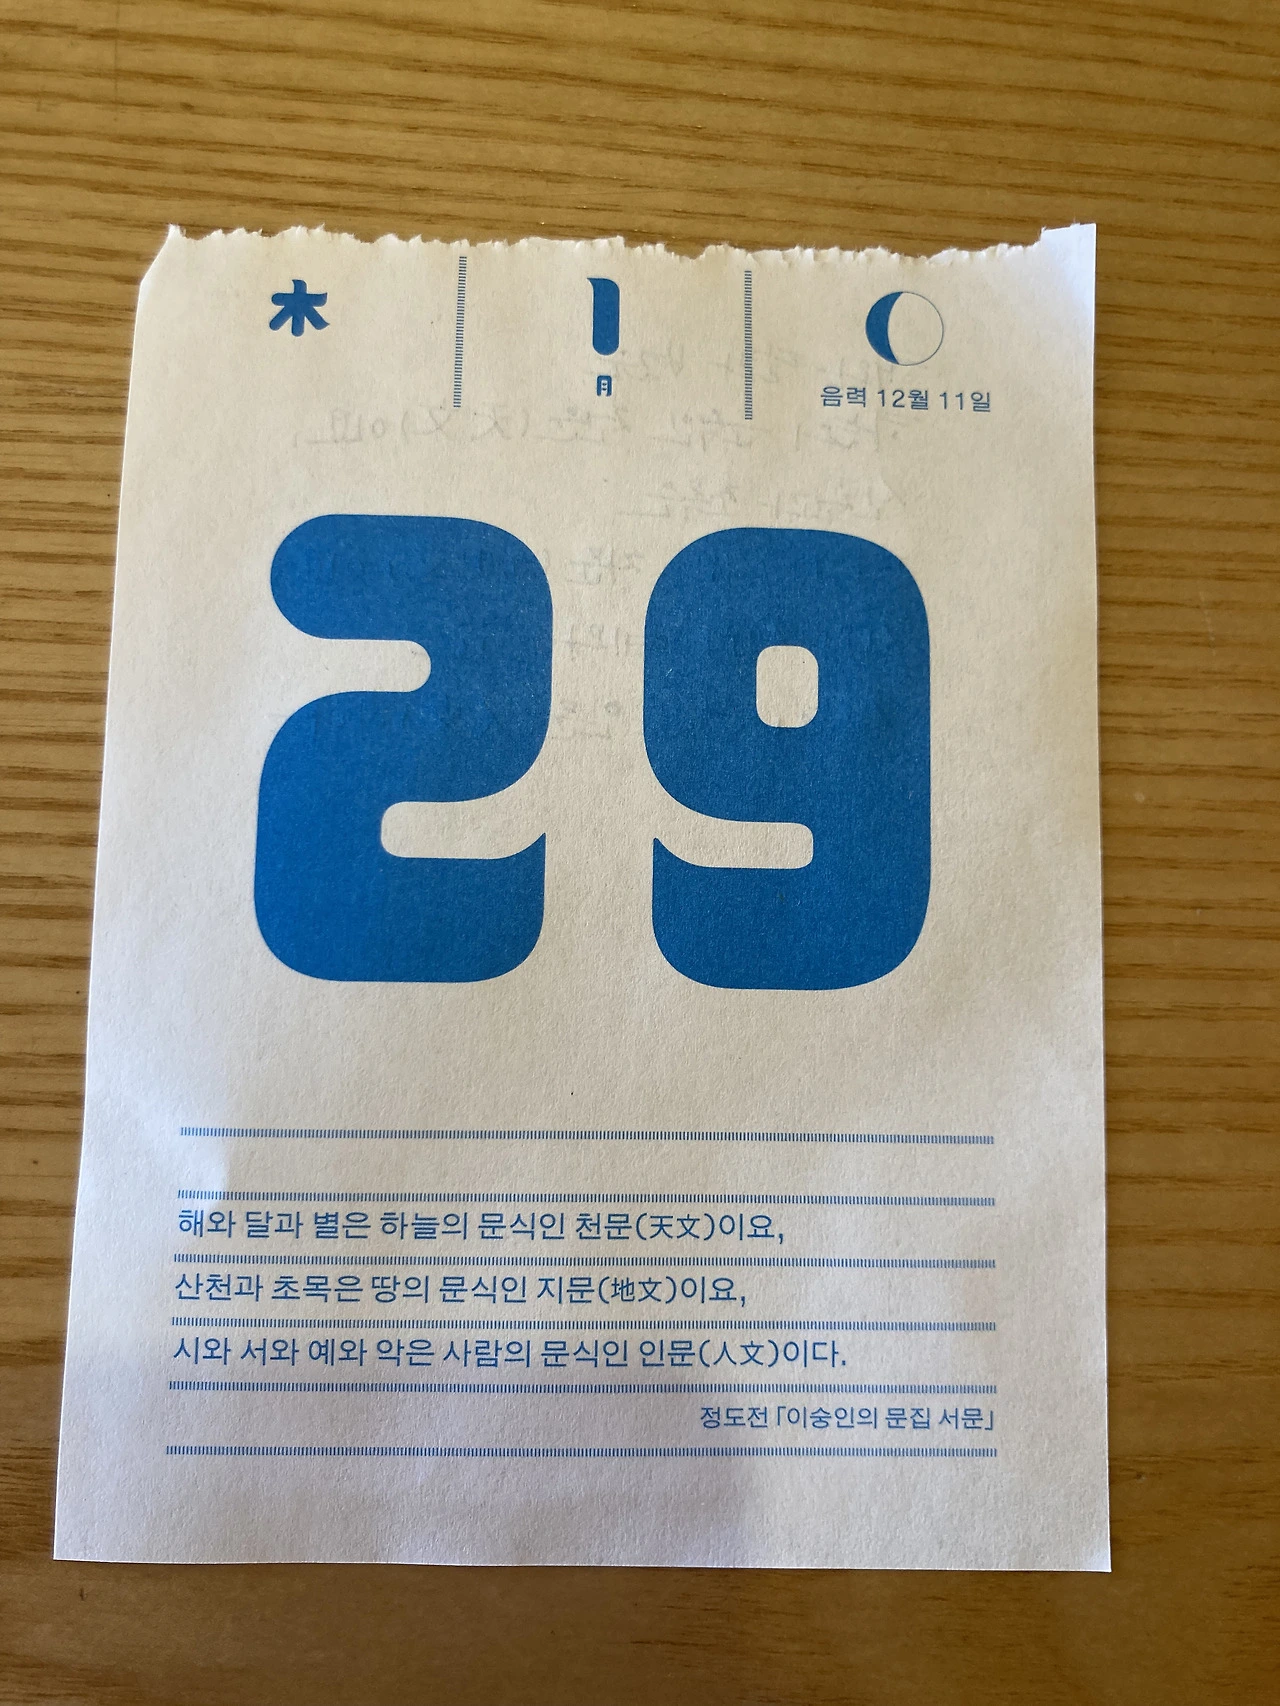 木
1
月
음력 12월 11일
29
해와 달과 별은 하늘의 문식인 천문(天文)이요,
산천과 초목은 땅의 문식인 지문(地文)이요,
시와 서와 예와 악은 사람의 문식인 인문(人文)이다.
정도전 「이숭인의 문집 서문」